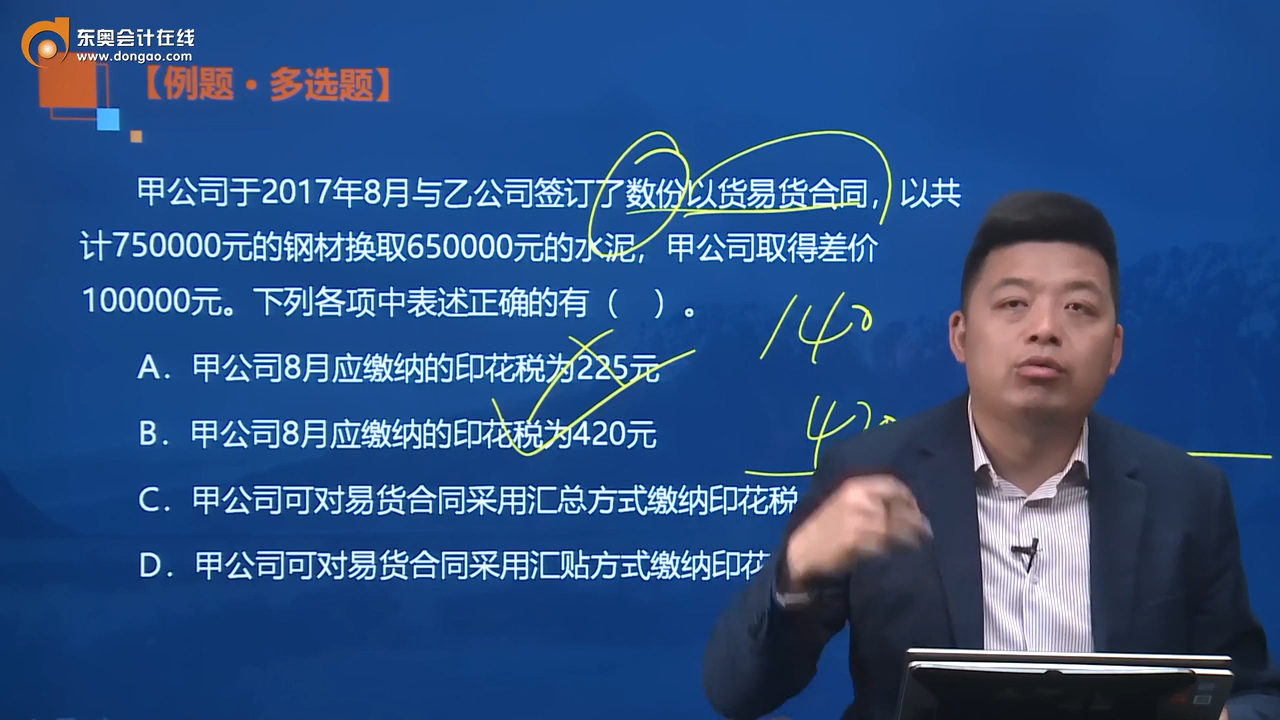 东奥会计在线
www.dongao.com
【例题·多选题】
甲公司于2017年8月与乙公司签订了数份以货易货合同，以共
计750000元的钢材换取650000元的水泥，甲公司取得差价
100000元。下列各项中表述正确的有（　）。
140
A．甲公司8月应缴纳的印花税为225元
B．甲公司8月应缴纳的印花税为420元
420
C．甲公司可对易货合同采用汇总方式缴纳印花税
D．甲公司可对易货合同采用汇贴方式缴纳印花